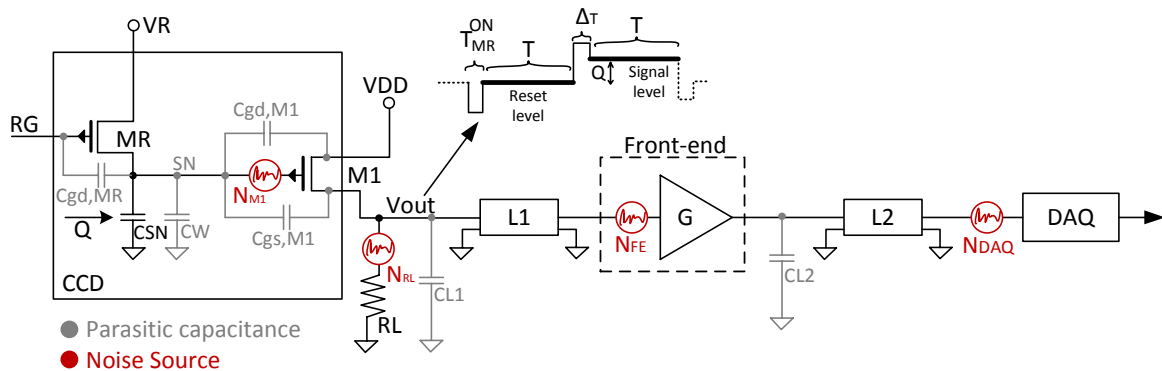 VR
T ON MR
T
ΔT
T
Q
Reset level
Signal level
VDD
RG
MR
Cgd,M1
SN
NM1
M1
Cgd,MR
Cgs,M1
Q
CSN
CW
CCD
Vout
NRL
RL
CL1
L1
Front-end
NFE
G
CL2
L2
NDAQ
DAQ
Parasitic capacitance
Noise Source